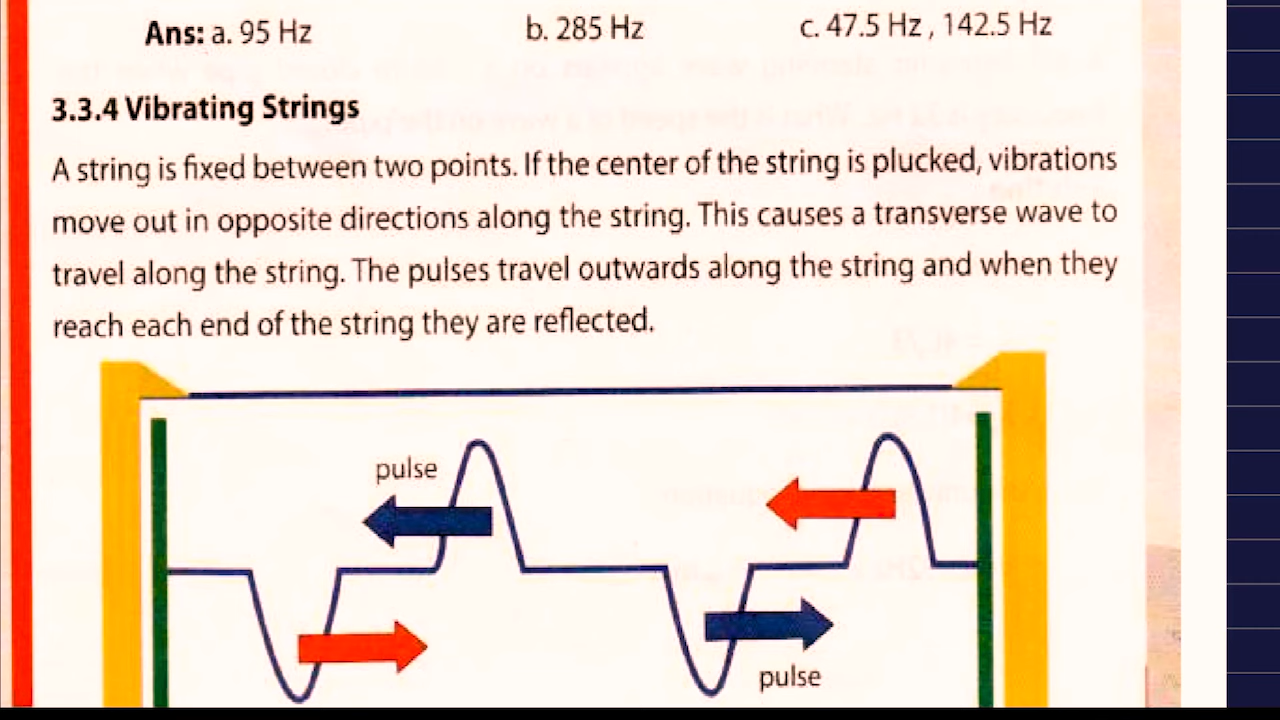 Ans: a. 95 Hz b. 285 Hz c. 47.5 Hz , 142.5 Hz
3.3.4 Vibrating Strings
A string is fixed between two points. If the center of the string is plucked, vibrations
move out in opposite directions along the string. This causes a transverse wave to
travel along the string. The pulses travel outwards along the string and when they
reach each end of the string they are reflected.
pulse
pulse